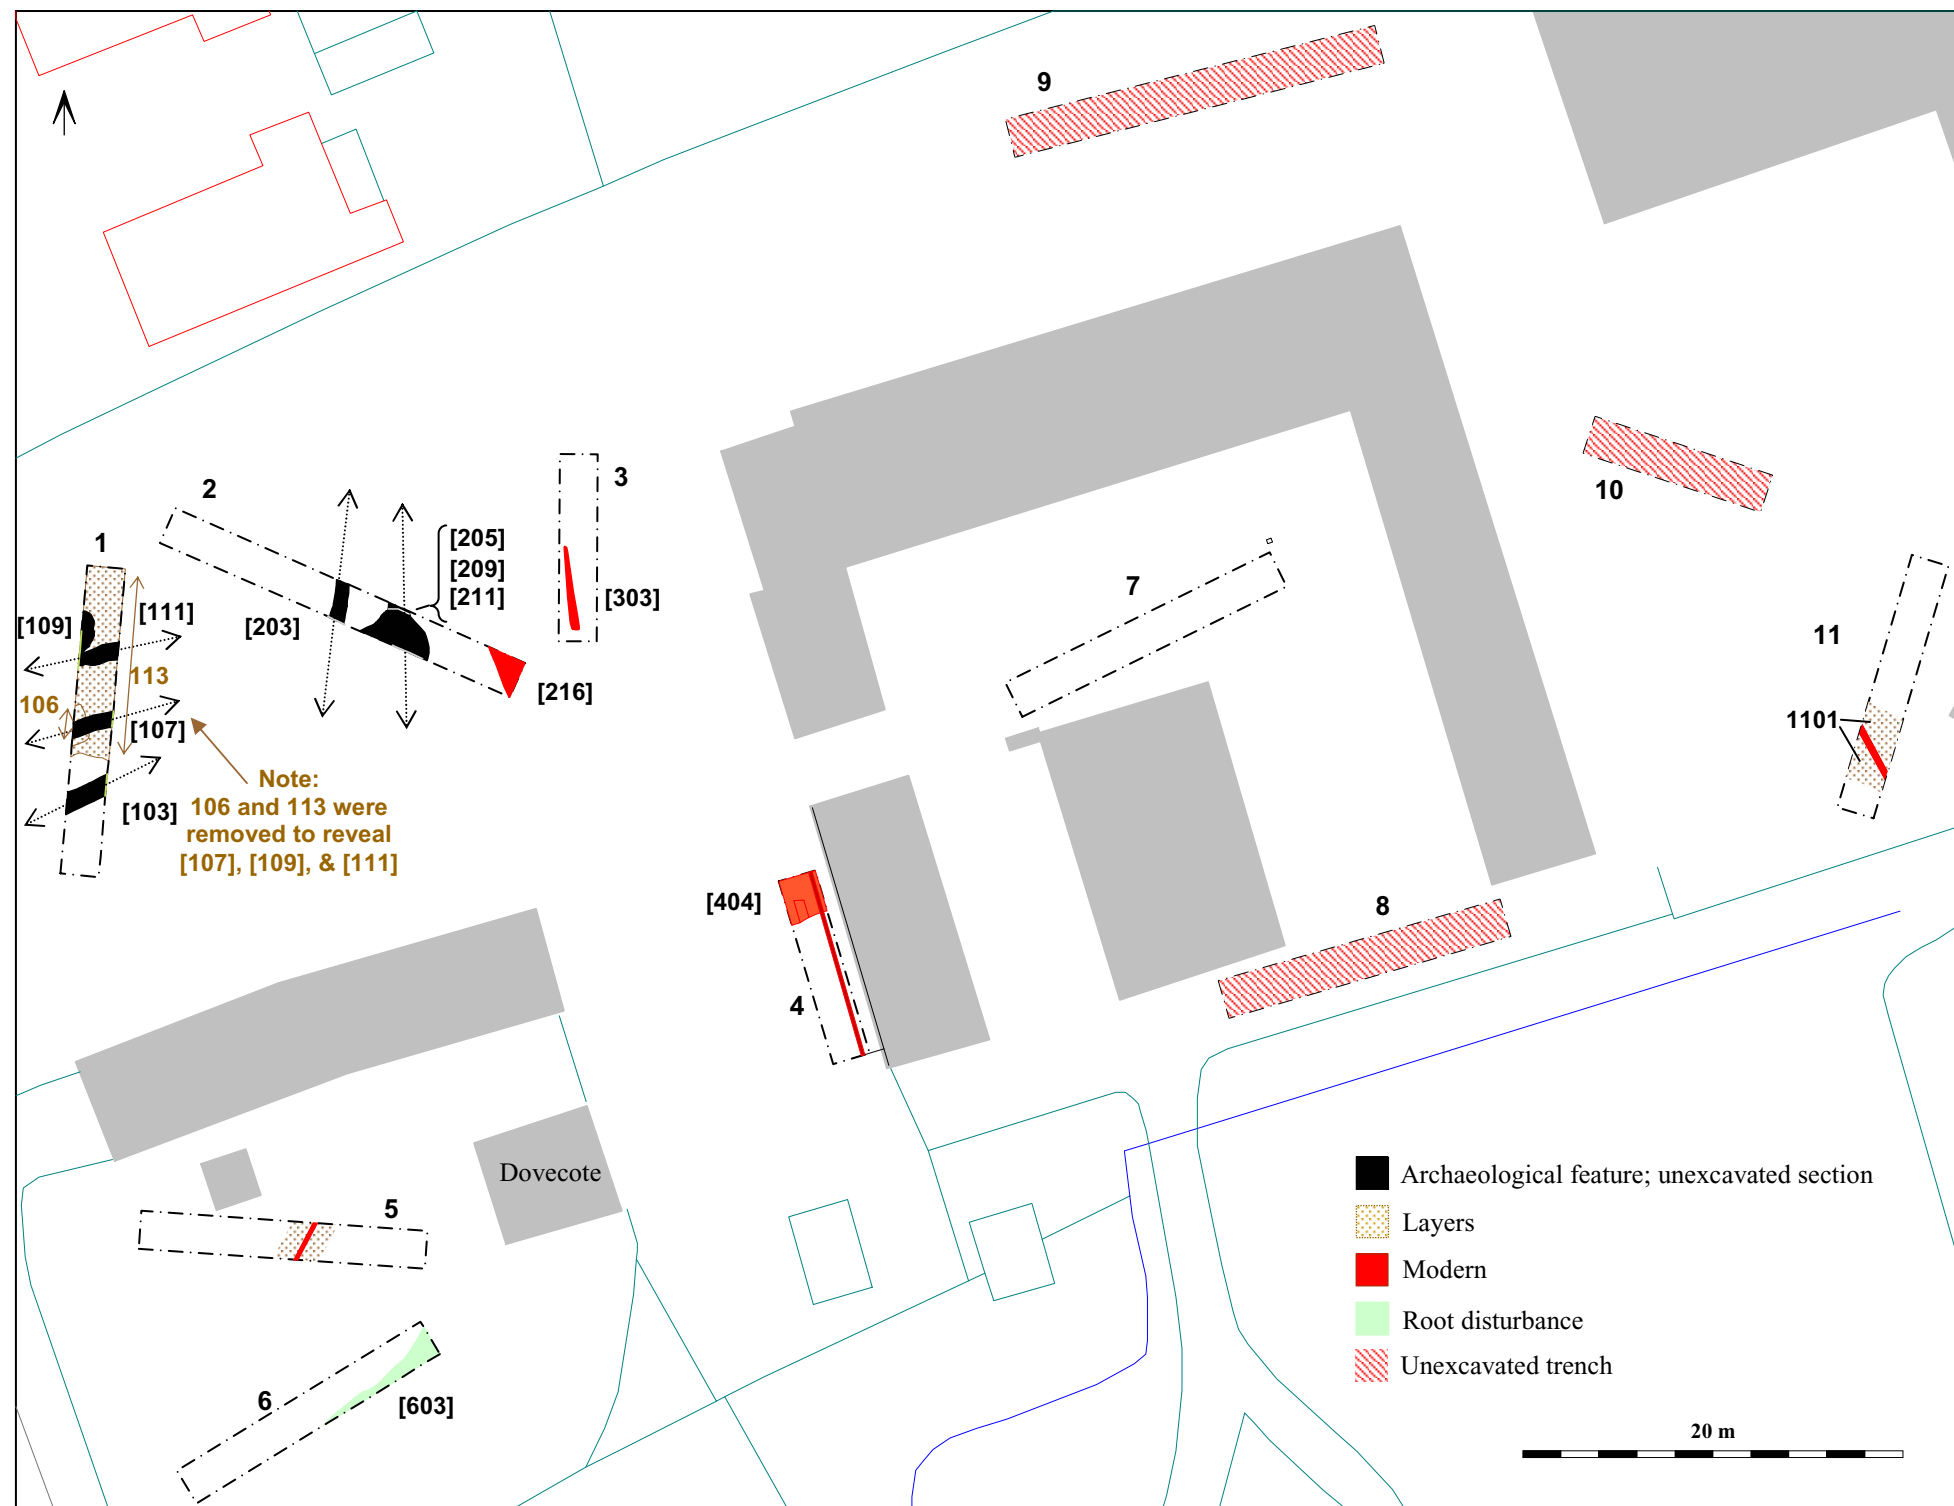 9
2
3
1
[205]
[209]
[211]
10
7
[109]
[111]
[203]
[303]
11
113
106
[216]
[107]
1101
Note:
106 and 113 were
removed to reveal
[107], [109], & [111]
[103]
[404]
8
4
Dovecote
5
6
[603]
Archaeological feature; unexcavated section
Layers
Modern
Root disturbance
Unexcavated trench
20 m